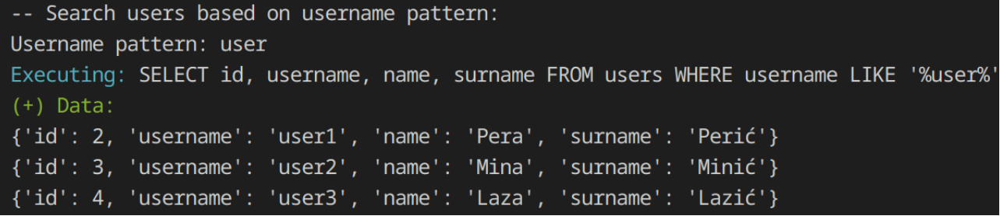 -- Search users based on username pattern:
Username pattern: user
Executing: SELECT id, username, name, surname FROM users WHERE username LIKE '%user%'
(+) Data:
{'id': 2, 'username': 'user1', 'name': 'Pera', 'surname': 'Perić'}
{'id': 3, 'username': 'user2', 'name': 'Mina', 'surname': 'Minić'}
{'id': 4, 'username': 'user3', 'name': 'Laza', 'surname': 'Lazić'}